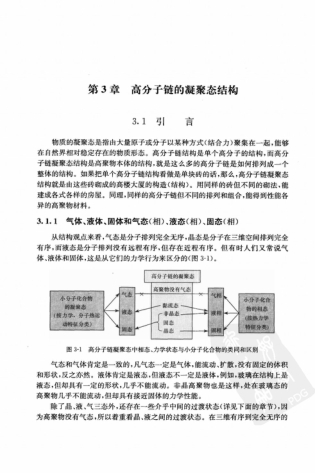 第 3 章　高分子链的凝聚态结构
3.1　引　言
物质的凝聚态是指由大量原子或分子以某种方式(结合力)聚集在一起,能够
在自然界相对稳定存在的物质形态。高分子链结构是单个高分子的结构,而高分
子链凝聚态结构是高聚物本体的结构,就是这么多的高分子链是如何排列成一个
整体的结构。如果把单个高分子链结构看做是单块砖的话,那么,高分子链凝聚态
结构就是由这些砖砌成的高楼大厦的构造(结构)。用同样的砖但不同的砌法,能
建成各式各样的房屋。同理,同样的高分子链但不同的排列和组合,能得到性能各
异的高聚物材料。
3.1.1　气体、液体、固体和气态(相)、液态(相)、固态(相)
从结构观点来看,气态是分子排列完全无序,晶态是分子在三维空间排列完全
有序,而液态是分子排列没有远程有序,但存在近程有序。但有时人们又常说气
体、液体和固体,这是从它们的力学行为来区分的(图 3-1)。
高分子链的凝聚态
高聚物没有气态
小分子化合物
的凝聚态
(按力学、分子热运
动特征分类)
气态
液态
固态
黏流态
非晶态
固态
晶态
气相
液相
固相
小分子化合
物的相态
(按热力学
特征分类)
图 3-1　高分子链凝聚态中相态、力学状态与小分子化合物的类同和区别
气态和气体肯定是一致的,凡气态一定是气体,能流动、扩散,没有固定的体积
和形状,反之亦然。液体肯定是液态,但液态不一定是液体,例如,玻璃在结构上是
液态,但却具有一定的形状,几乎不能流动。非晶高聚物也是这样,处在玻璃态的
高聚物几乎不能流动,但却具有接近固体的力学性能。
除了晶、液、气三态外,还存在一些介乎中间的过渡状态(详见下面的章节),因
为高聚物没有气态,所以着重看晶、液之间的过渡状态。在三维有序到完全无序的